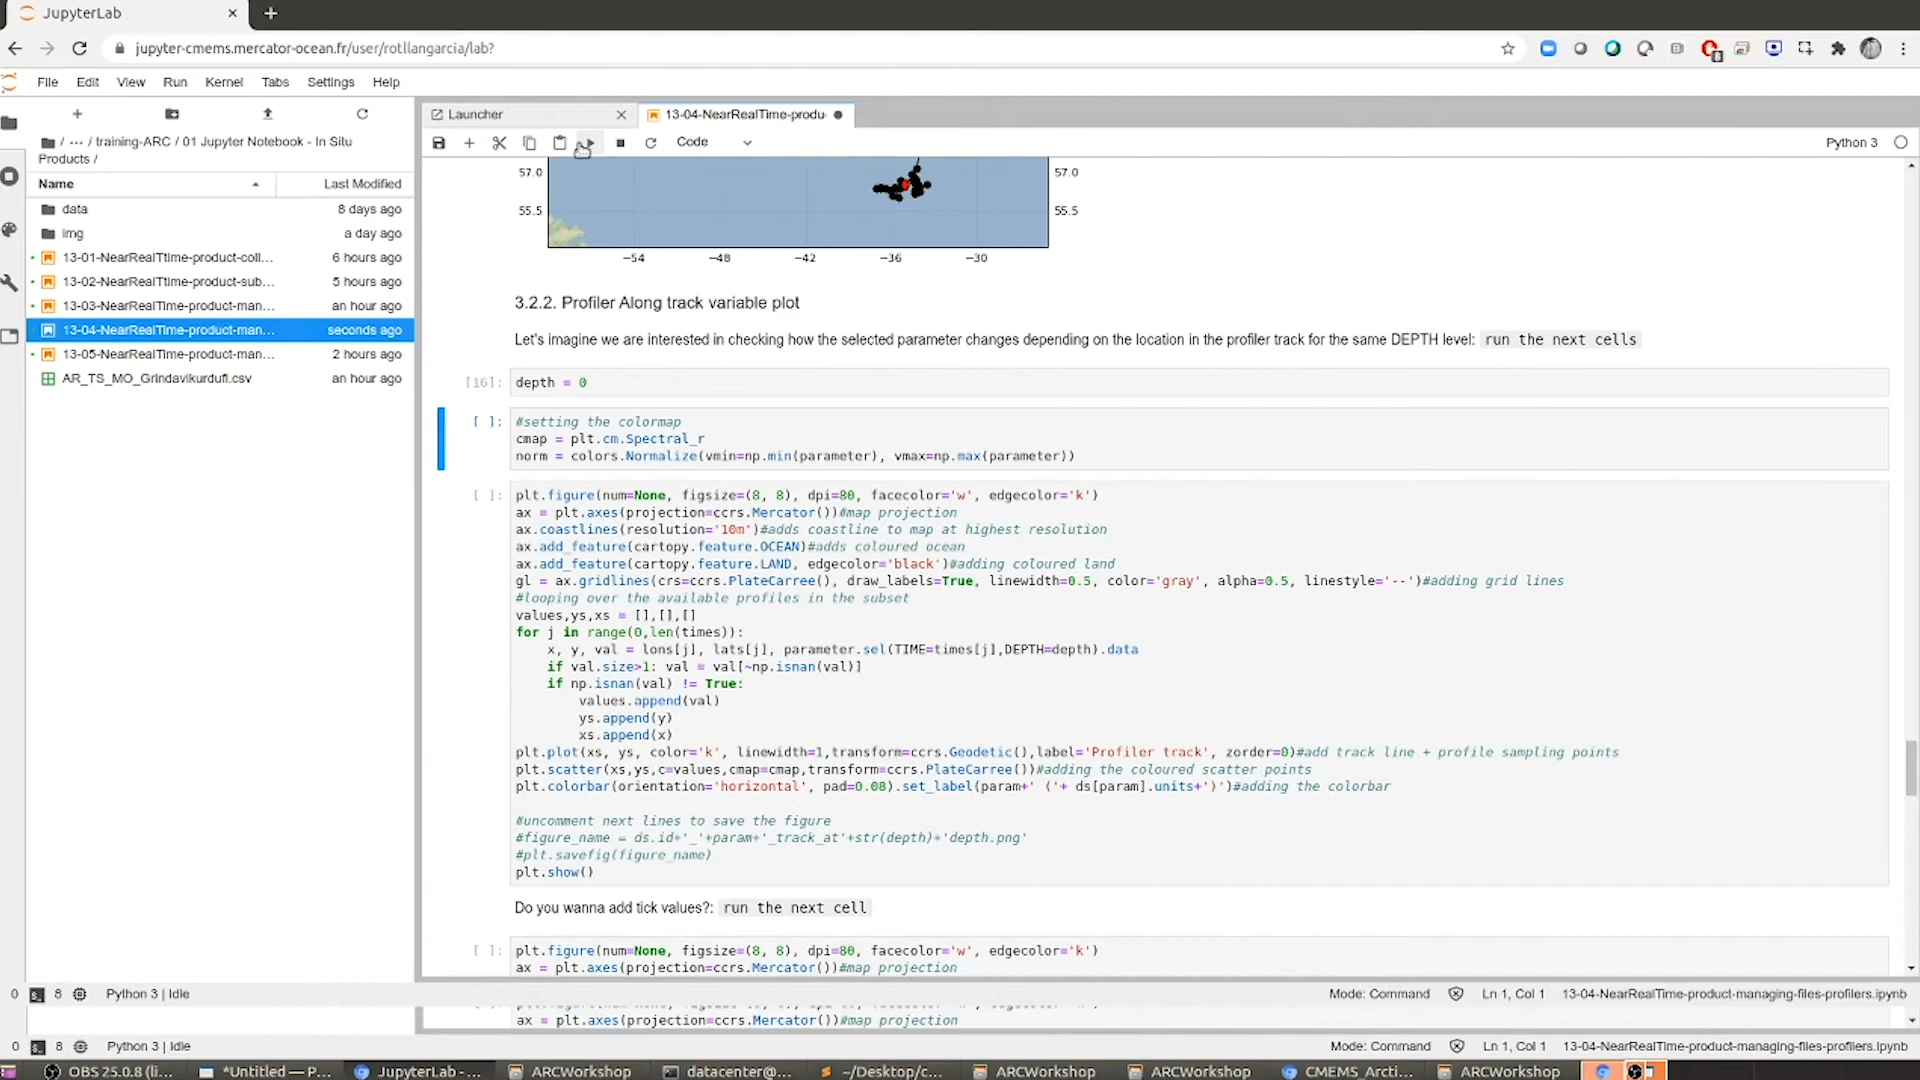 JupyterLab
jupyter-cmems.mercator-ocean.fr/user/rotllangarcia/lab?
File Edit View Run Kernel Tabs Settings Help
Launcher
13-04-NearRealTime-produ
/ ··· / training-ARC / 01 Jupyter Notebook - In Situ
Products /
Code
Python 3
Name Last Modified
data 8 days ago
img a day ago
13-01-NearRealTtime-product-coll... 6 hours ago
13-02-NearRealTtime-product-sub... 5 hours ago
13-03-NearRealTime-product-man... an hour ago
13-04-NearRealTime-product-man... seconds ago
13-05-NearRealTime-product-man... 2 hours ago
AR_TS_MO_Grindavikurdufl.csv an hour ago
57.0 57.0
55.5 55.5
−54 −48 −42 −36 −30
3.2.2. Profiler Along track variable plot
Let's imagine we are interested in checking how the selected parameter changes depending on the location in the profiler track for the same DEPTH level: run the next cells
[16]: depth = 0
[ ]: #setting the colormap
cmap = plt.cm.Spectral_r
norm = colors.Normalize(vmin=np.min(parameter), vmax=np.max(parameter))
[ ]: plt.figure(num=None, figsize=(8, 8), dpi=80, facecolor='w', edgecolor='k')
ax = plt.axes(projection=ccrs.Mercator())#map projection
ax.coastlines(resolution='10m')#adds coastline to map at highest resolution
ax.add_feature(cartopy.feature.OCEAN)#adds coloured ocean
ax.add_feature(cartopy.feature.LAND, edgecolor='black')#adding coloured land
gl = ax.gridlines(crs=ccrs.PlateCarree(), draw_labels=True, linewidth=0.5, color='gray', alpha=0.5, linestyle='--')#adding grid lines
#looping over the available profiles in the subset
values,ys,xs = [],[],[]
for j in range(0,len(times)):
x, y, val = lons[j], lats[j], parameter.sel(TIME=times[j],DEPTH=depth).data
if val.size>1: val = val[~np.isnan(val)]
if np.isnan(val) != True:
values.append(val)
ys.append(y)
xs.append(x)
plt.plot(xs, ys, color='k', linewidth=1,transform=ccrs.Geodetic(),label='Profiler track', zorder=0)#add track line + profile sampling points
plt.scatter(xs,ys,c=values,cmap=cmap,transform=ccrs.PlateCarree())#adding the coloured scatter points
plt.colorbar(orientation='horizontal', pad=0.08).set_label(param+' ('+ ds[param].units+')')#adding the colorbar
#uncomment next lines to save the figure
#figure_name = ds.id+'_'+param+'_track_at'+str(depth)+'depth.png'
#plt.savefig(figure_name)
plt.show()
Do you wanna add tick values?: run the next cell
[ ]: plt.figure(num=None, figsize=(8, 8), dpi=80, facecolor='w', edgecolor='k')
ax = plt.axes(projection=ccrs.Mercator())#map projection
0 8 Python 3 | Idle Mode: Command Ln 1, Col 1 13-04-NearRealTime-product-managing-files-profilers.ipynb
ax = plt.axes(projection=ccrs.Mercator())#map projection
0 8 Python 3 | Idle Mode: Command Ln 1, Col 1 13-04-NearRealTime-product-managing-files-profilers.ipynb
OBS 25.0.8 (li... *Untitled — P... JupyterLab - ... ARCWorkshop datacenter@... ~/Desktop/c... ARCWorkshop ARCWorkshop CMEMS_Arcti... ARCWorkshop